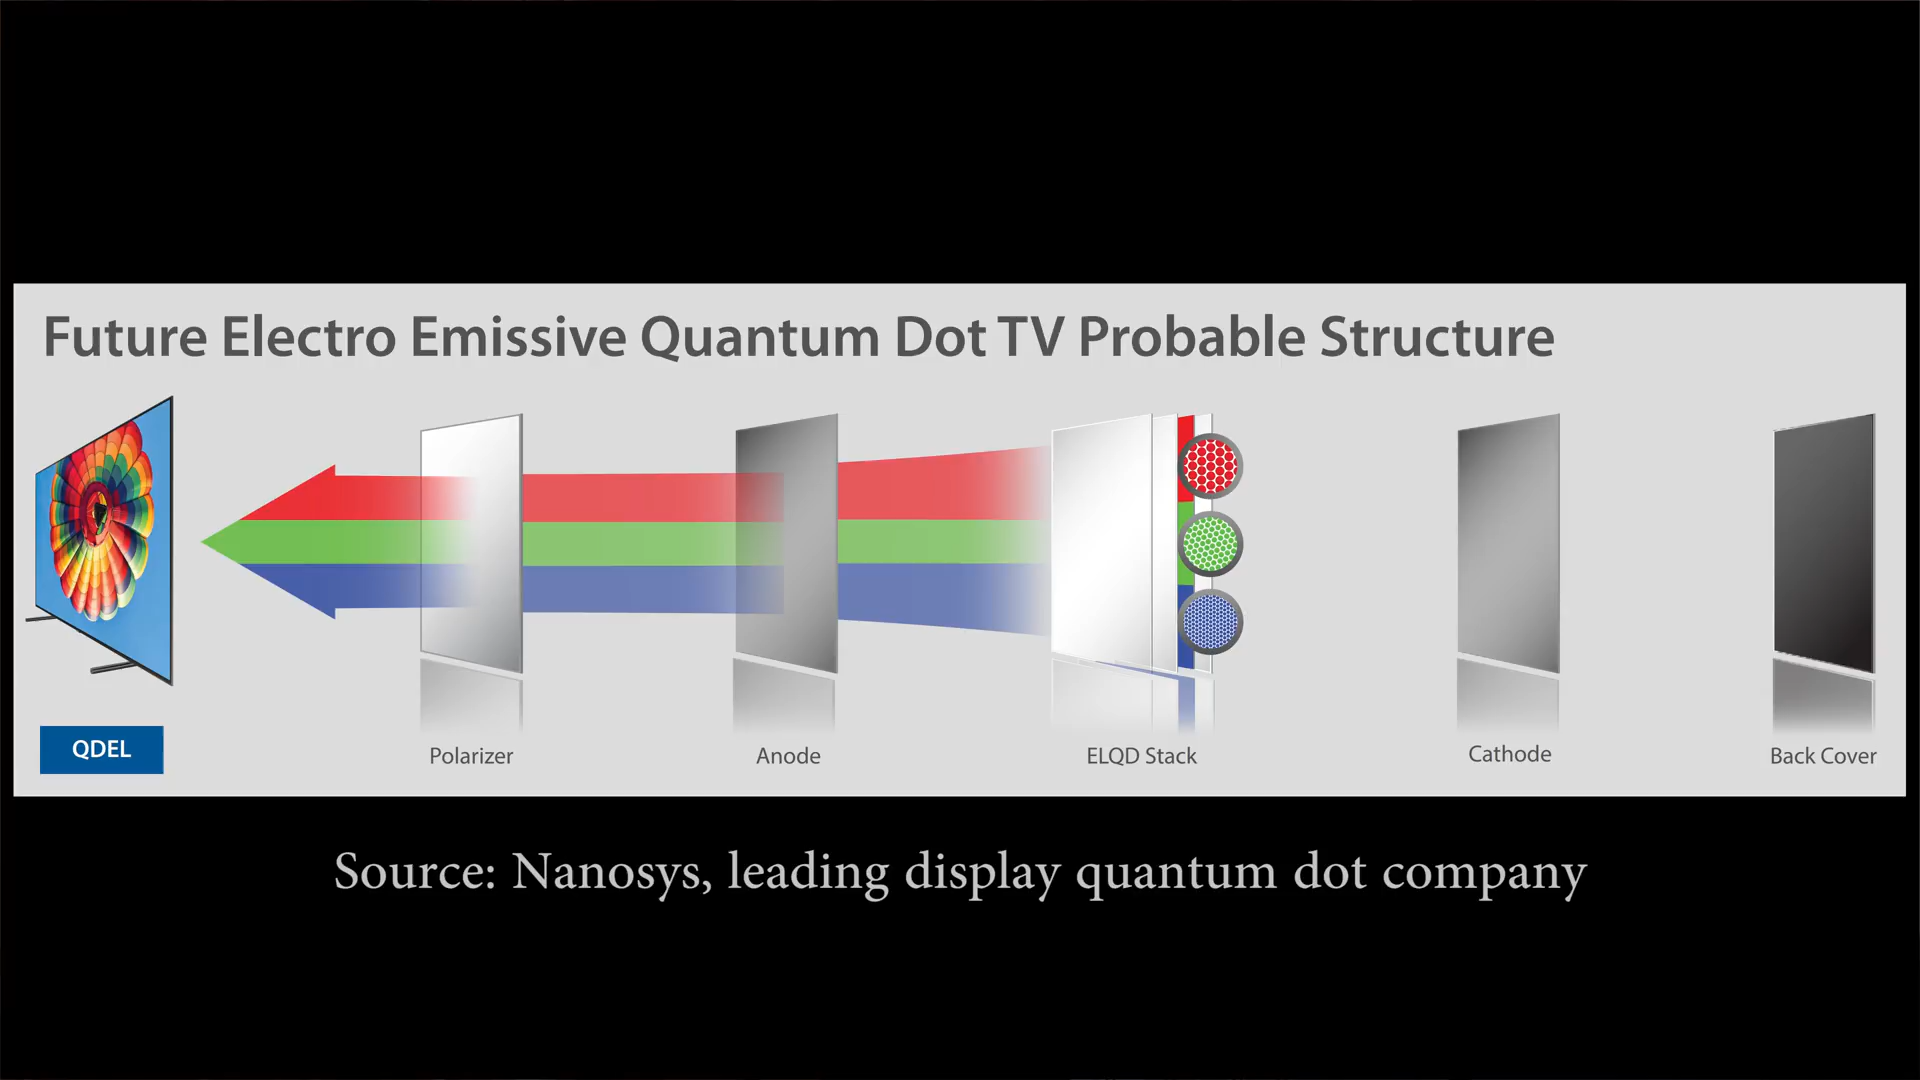 Future Electro Emissive Quantum Dot TV Probable Structure
QDEL
Polarizer
Anode
ELQD Stack
Cathode
Back Cover
Source: Nanosys, leading display quantum dot company